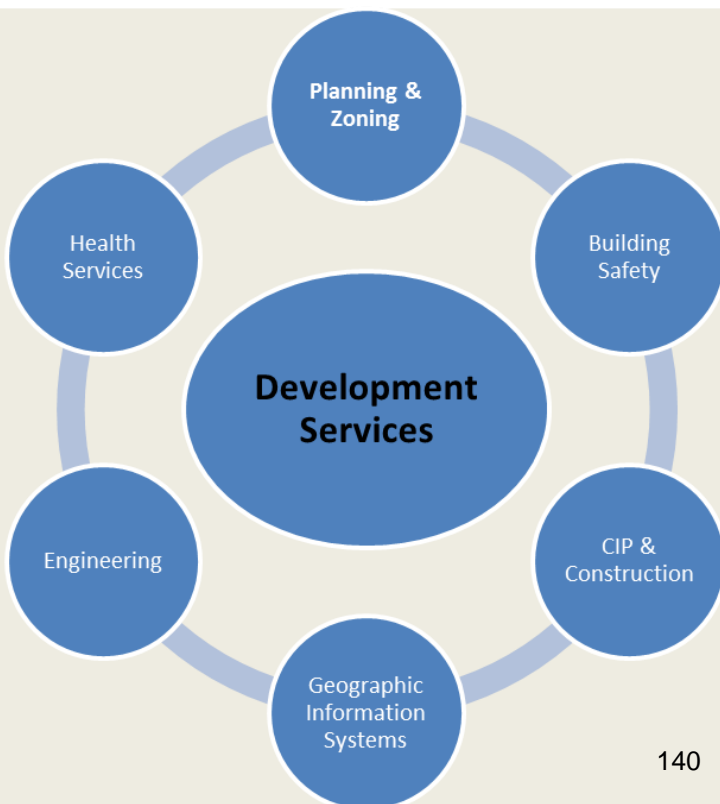 Planning &
Zoning
Health
Services
Building
Safety
Development
Services
Engineering
CIP &
Construction
Geographic
Information
Systems
140